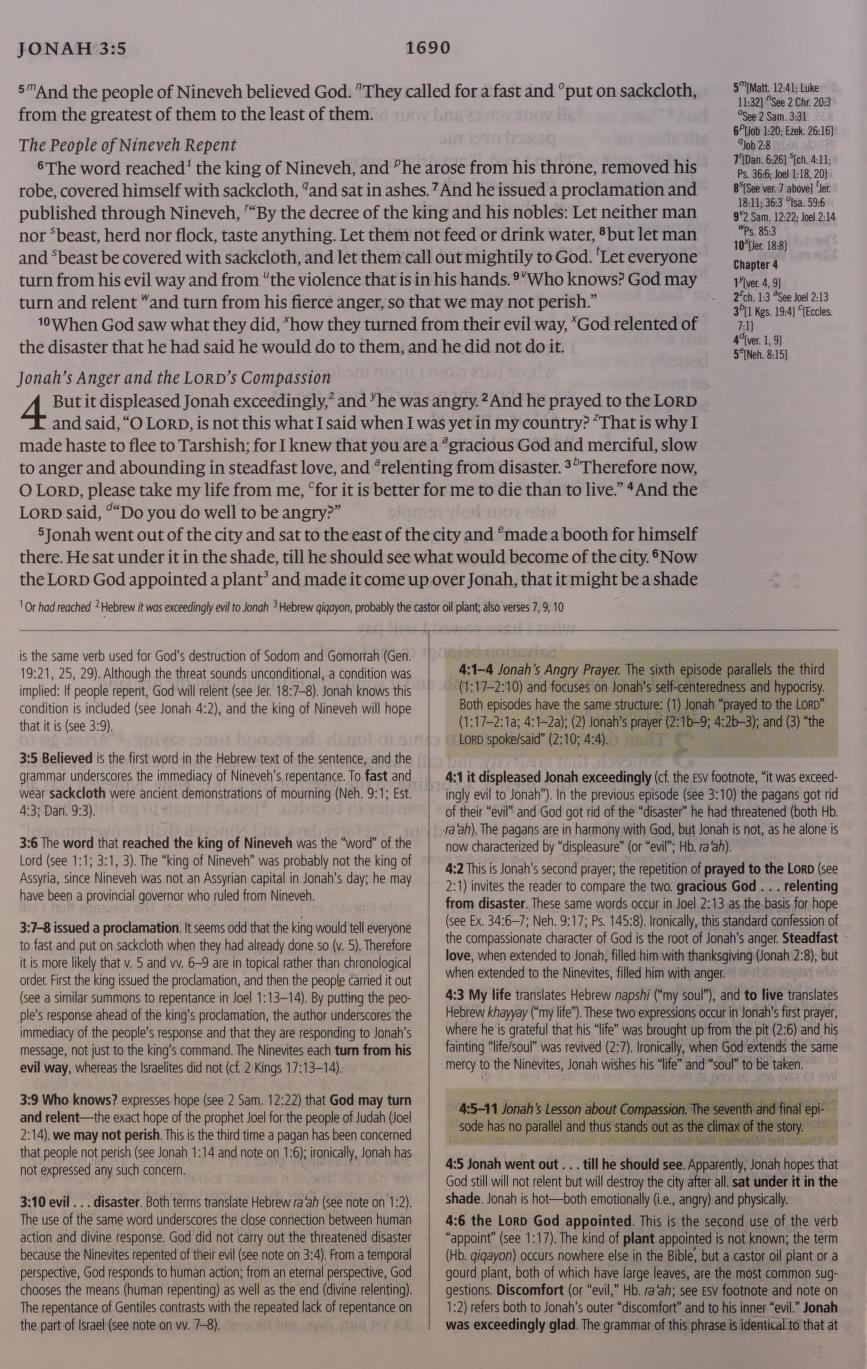 JONAH 3:5
1690
5 m And the people of Nineveh believed God. n They called for a fast and o put on sackcloth,
from the greatest of them to the least of them.
The People of Nineveh Repent
6 The word reached 1 the king of Nineveh, and p he arose from his throne, removed his
robe, covered himself with sackcloth, q and sat in ashes. 7 And he issued a proclamation and
published through Nineveh, r “By the decree of the king and his nobles: Let neither man
nor s beast, herd nor flock, taste anything. Let them not feed or drink water, 8 but let man
and s beast be covered with sackcloth, and let them call out mightily to God. t Let everyone
turn from his evil way and from u the violence that is in his hands. 9 v Who knows? God may
turn and relent w and turn from his fierce anger, so that we may not perish.”
10 When God saw what they did, x how they turned from their evil way, x God relented of
the disaster that he had said he would do to them, and he did not do it.
Jonah’s Anger and the LORD’s Compassion
4 But it displeased Jonah exceedingly, 2 and y he was angry. 2 And he prayed to the LORD
and said, “O LORD, is not this what I said when I was yet in my country? z That is why I
made haste to flee to Tarshish; for I knew that you are a a gracious God and merciful, slow
to anger and abounding in steadfast love, and a relenting from disaster. 3 b Therefore now,
O LORD, please take my life from me, c for it is better for me to die than to live.” 4 And the
LORD said, d “Do you do well to be angry?”
5 Jonah went out of the city and sat to the east of the city and e made a booth for himself
there. He sat under it in the shade, till he should see what would become of the city. 6 Now
the LORD God appointed a plant 3 and made it come up over Jonah, that it might be a shade
1 Or had reached 2 Hebrew it was exceedingly evil to Jonah 3 Hebrew qiqayon, probably the castor oil plant; also verses 7, 9, 10
5 m [Matt. 12:41; Luke
11:32] n See 2 Chr. 20:3
o See 2 Sam. 3:31
6 p [Job 1:20; Ezek. 26:16]
q Job 2:8
7 r [Dan. 6:26] s [ch. 4:11;
Ps. 36:6; Joel 1:18, 20]
8 s [See ver. 7 above] t Jer.
18:11; 36:3 u Isa. 59:6
9 v 2 Sam. 12:22; Joel 2:14
w Ps. 85:3
10 x [Jer. 18:8]
Chapter 4
1 y [ver. 4, 9]
2 z ch. 1:3 a See Joel 2:13
3 b [1 Kgs. 19:4] c [Eccles.
7:1]
4 d [ver. 1, 9]
5 e [Neh. 8:15]
is the same verb used for God’s destruction of Sodom and Gomorrah (Gen.
19:21, 25, 29). Although the threat sounds unconditional, a condition was
implied: If people repent, God will relent (see Jer. 18:7–8). Jonah knows this
condition is included (see Jonah 4:2), and the king of Nineveh will hope
that it is (see 3:9).
3:5 Believed is the first word in the Hebrew text of the sentence, and the
grammar underscores the immediacy of Nineveh’s repentance. To fast and
wear sackcloth were ancient demonstrations of mourning (Neh. 9:1; Est.
4:3; Dan. 9:3).
3:6 The word that reached the king of Nineveh was the “word” of the
Lord (see 1:1; 3:1, 3). The “king of Nineveh” was probably not the king of
Assyria, since Nineveh was not an Assyrian capital in Jonah’s day; he may
have been a provincial governor who ruled from Nineveh.
3:7–8 issued a proclamation. It seems odd that the king would tell everyone
to fast and put on sackcloth when they had already done so (v. 5). Therefore
it is more likely that v. 5 and vv. 6–9 are in topical rather than chronological
order. First the king issued the proclamation, and then the people carried it out
(see a similar summons to repentance in Joel 1:13–14). By putting the peo-
ple’s response ahead of the king’s proclamation, the author underscores the
immediacy of the people’s response and that they are responding to Jonah’s
message, not just to the king’s command. The Ninevites each turn from his
evil way, whereas the Israelites did not (cf. 2 Kings 17:13–14).
3:9 Who knows? expresses hope (see 2 Sam. 12:22) that God may turn
and relent—the exact hope of the prophet Joel for the people of Judah (Joel
2:14). we may not perish. This is the third time a pagan has been concerned
that people not perish (see Jonah 1:14 and note on 1:6); ironically, Jonah has
not expressed any such concern.
3:10 evil . . . disaster. Both terms translate Hebrew ra‘ah (see note on 1:2).
The use of the same word underscores the close connection between human
action and divine response. God did not carry out the threatened disaster
because the Ninevites repented of their evil (see note on 3:4). From a temporal
perspective, God responds to human action; from an eternal perspective, God
chooses the means (human repenting) as well as the end (divine relenting).
The repentance of Gentiles contrasts with the repeated lack of repentance on
the part of Israel (see note on vv. 7–8).
4:1–4 Jonah’s Angry Prayer. The sixth episode parallels the third
(1:17–2:10) and focuses on Jonah’s self-centeredness and hypocrisy.
Both episodes have the same structure: (1) Jonah “prayed to the LORD”
(1:17–2:1a; 4:1–2a); (2) Jonah’s prayer (2:1b–9; 4:2b–3); and (3) “the
LORD spoke/said” (2:10; 4:4).
4:1 it displeased Jonah exceedingly (cf. the ESV footnote, “it was exceed-
ingly evil to Jonah”). In the previous episode (see 3:10) the pagans got rid
of their “evil” and God got rid of the “disaster” he had threatened (both Hb.
ra‘ah). The pagans are in harmony with God, but Jonah is not, as he alone is
now characterized by “displeasure” (or “evil”; Hb. ra‘ah).
4:2 This is Jonah’s second prayer; the repetition of prayed to the LORD (see
2:1) invites the reader to compare the two. gracious God . . . relenting
from disaster. These same words occur in Joel 2:13 as the basis for hope
(see Ex. 34:6–7; Neh. 9:17; Ps. 145:8). Ironically, this standard confession of
the compassionate character of God is the root of Jonah’s anger. Steadfast
love, when extended to Jonah, filled him with thanksgiving (Jonah 2:8), but
when extended to the Ninevites, filled him with anger.
4:3 My life translates Hebrew napshi (“my soul”), and to live translates
Hebrew khayyay (“my life”). These two expressions occur in Jonah’s first prayer,
where he is grateful that his “life” was brought up from the pit (2:6) and his
fainting “life/soul” was revived (2:7). Ironically, when God extends the same
mercy to the Ninevites, Jonah wishes his “life” and “soul” to be taken.
4:5–11 Jonah’s Lesson about Compassion. The seventh and final epi-
sode has no parallel and thus stands out as the climax of the story.
4:5 Jonah went out . . . till he should see. Apparently, Jonah hopes that
God still will not relent but will destroy the city after all. sat under it in the
shade. Jonah is hot—both emotionally (i.e., angry) and physically.
4:6 the LORD God appointed. This is the second use of the verb
“appoint” (see 1:17). The kind of plant appointed is not known; the term
(Hb. qiqayon) occurs nowhere else in the Bible, but a castor oil plant or a
gourd plant, both of which have large leaves, are the most common sug-
gestions. Discomfort (or “evil,” Hb. ra‘ah; see ESV footnote and note on
1:2) refers both to Jonah’s outer “discomfort” and to his inner “evil.” Jonah
was exceedingly glad. The grammar of this phrase is identical to that at